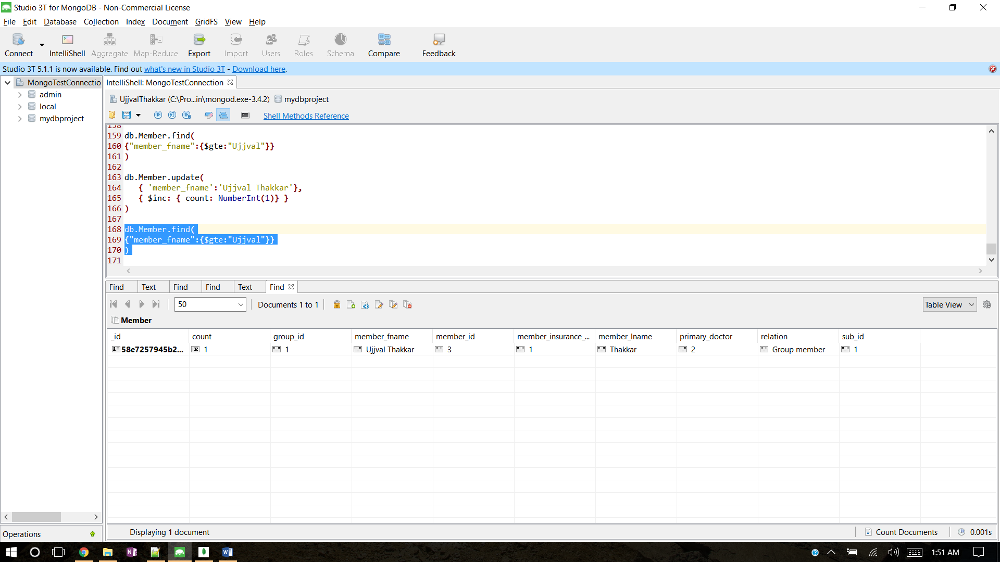 Studio 3T for MongoDB - Non-Commercial License
File Edit Database Collection Index Document GridFS View Help
Connect IntelliShell Aggregate Map-Reduce Export Import Users Roles Schema Compare Feedback
Studio 3T 5.1.1 is now available. Find out what's new in Studio 3T - Download here.
MongoTestConnectio
admin
local
mydbproject
IntelliShell: MongoTestConnection
UjjvalThakkar (C:\Pro...in\mongod.exe-3.4.2) mydbproject
Shell Methods Reference
158
159 db.Member.find(
160 {"member_fname":{$gte:"Ujjval"}}
161 )
162
163 db.Member.update(
164 { 'member_fname':'Ujjval Thakkar'},
165 { $inc: { count: NumberInt(1)} }
166 )
167
168 db.Member.find(
169 {"member_fname":{$gte:"Ujjval"}}
170 )
171
Find Text Find Find Text Find
50 Documents 1 to 1 Table View
Member
_id count group_id member_fname member_id member_insurance_... member_lname primary_doctor relation sub_id
58e7257945b2... 1 1 Ujjval Thakkar 3 1 Thakkar 2 Group member 1
Displaying 1 document Count Documents 0.001s
Operations
1:51 AM